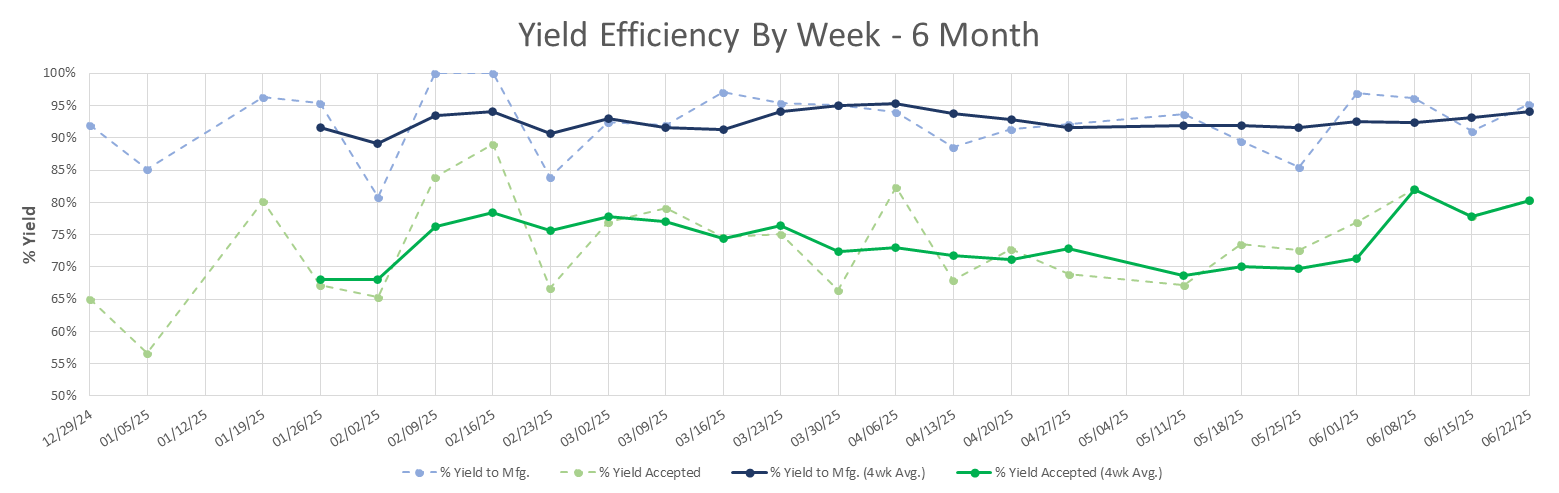 Yield Efficiency By Week - 6 Month
% Yield
100%
95%
90%
85%
80%
75%
70%
65%
60%
55%
50%
12/29/24 01/05/25 01/12/25 01/19/25 01/26/25 02/02/25 02/09/25 02/16/25 02/23/25 03/02/25 03/09/25 03/16/25 03/23/25 03/30/25 04/06/25 04/13/25 04/20/25 04/27/25 05/04/25 05/11/25 05/18/25 05/25/25 06/01/25 06/08/25 06/15/25 06/22/25
% Yield to Mfg. % Yield Accepted % Yield to Mfg. (4wk Avg.) % Yield Accepted (4wk Avg.)